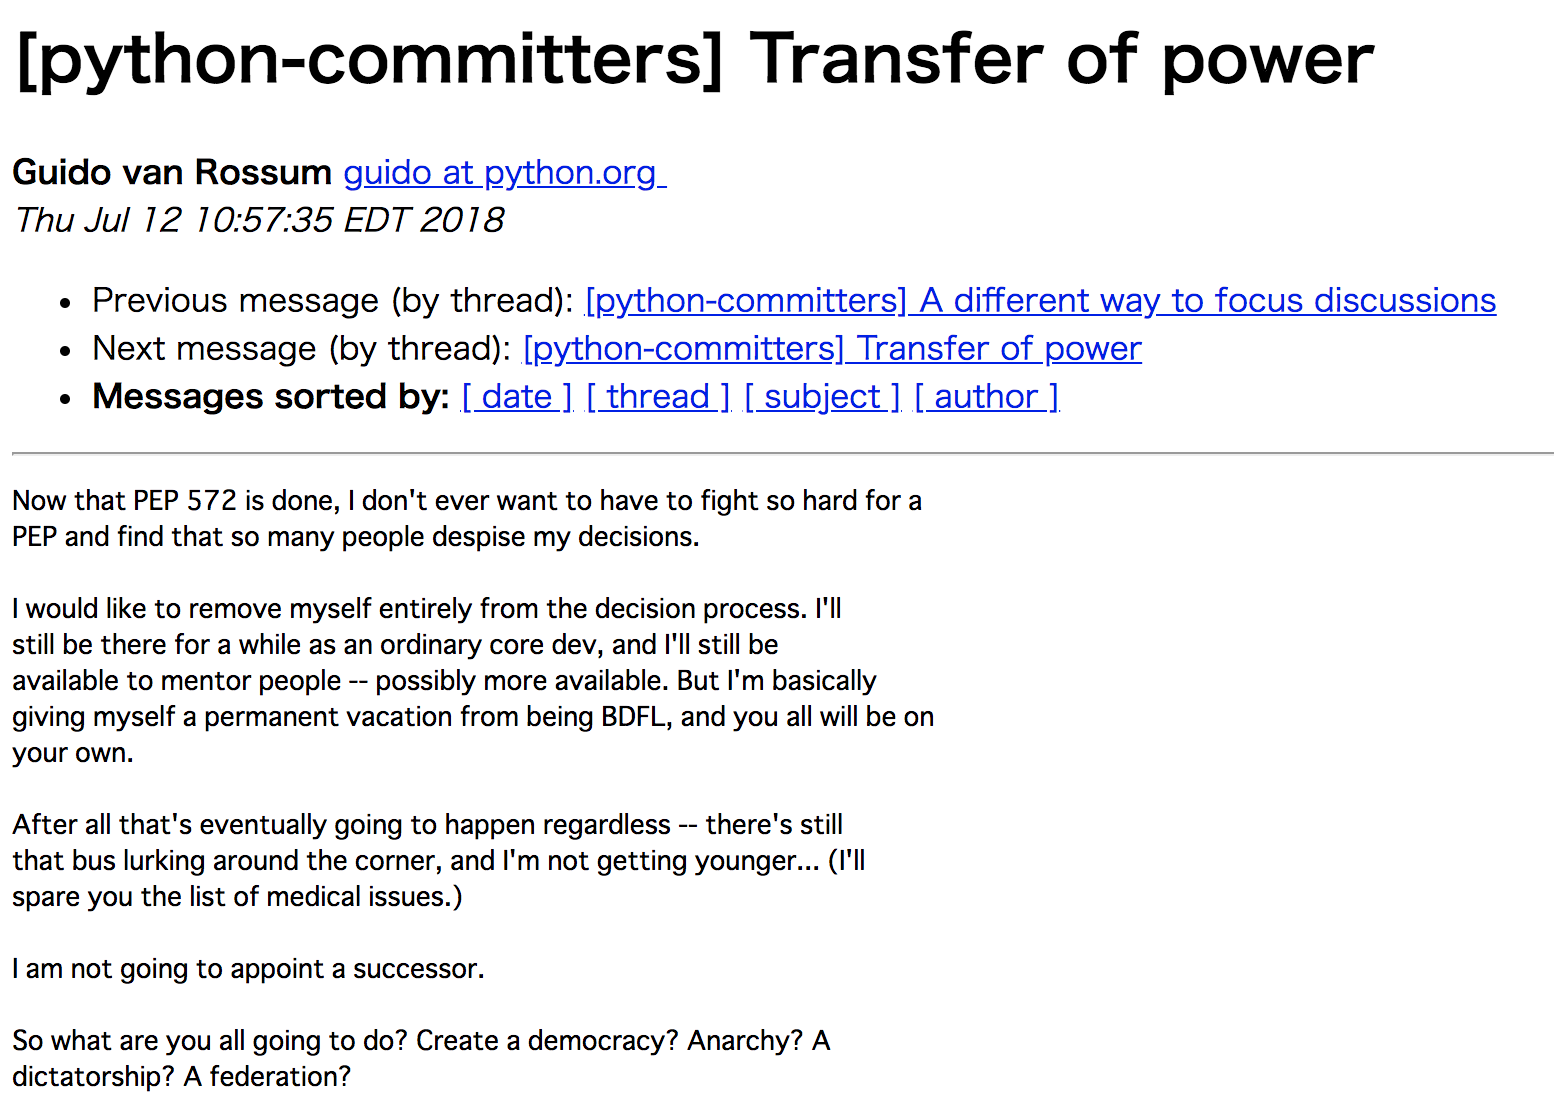 [python-committers] Transfer of power
Guido van Rossum guido at python.org
Thu Jul 12 10:57:35 EDT 2018
• Previous message (by thread): [python-committers] A different way to focus discussions
• Next message (by thread): [python-committers] Transfer of power
• Messages sorted by: [ date ] [ thread ] [ subject ] [ author ]
Now that PEP 572 is done, I don't ever want to have to fight so hard for a
PEP and find that so many people despise my decisions.
I would like to remove myself entirely from the decision process. I'll
still be there for a while as an ordinary core dev, and I'll still be
available to mentor people -- possibly more available. But I'm basically
giving myself a permanent vacation from being BDFL, and you all will be on
your own.
After all that's eventually going to happen regardless -- there's still
that bus lurking around the corner, and I'm not getting younger... (I'll
spare you the list of medical issues.)
I am not going to appoint a successor.
So what are you all going to do? Create a democracy? Anarchy? A
dictatorship? A federation?